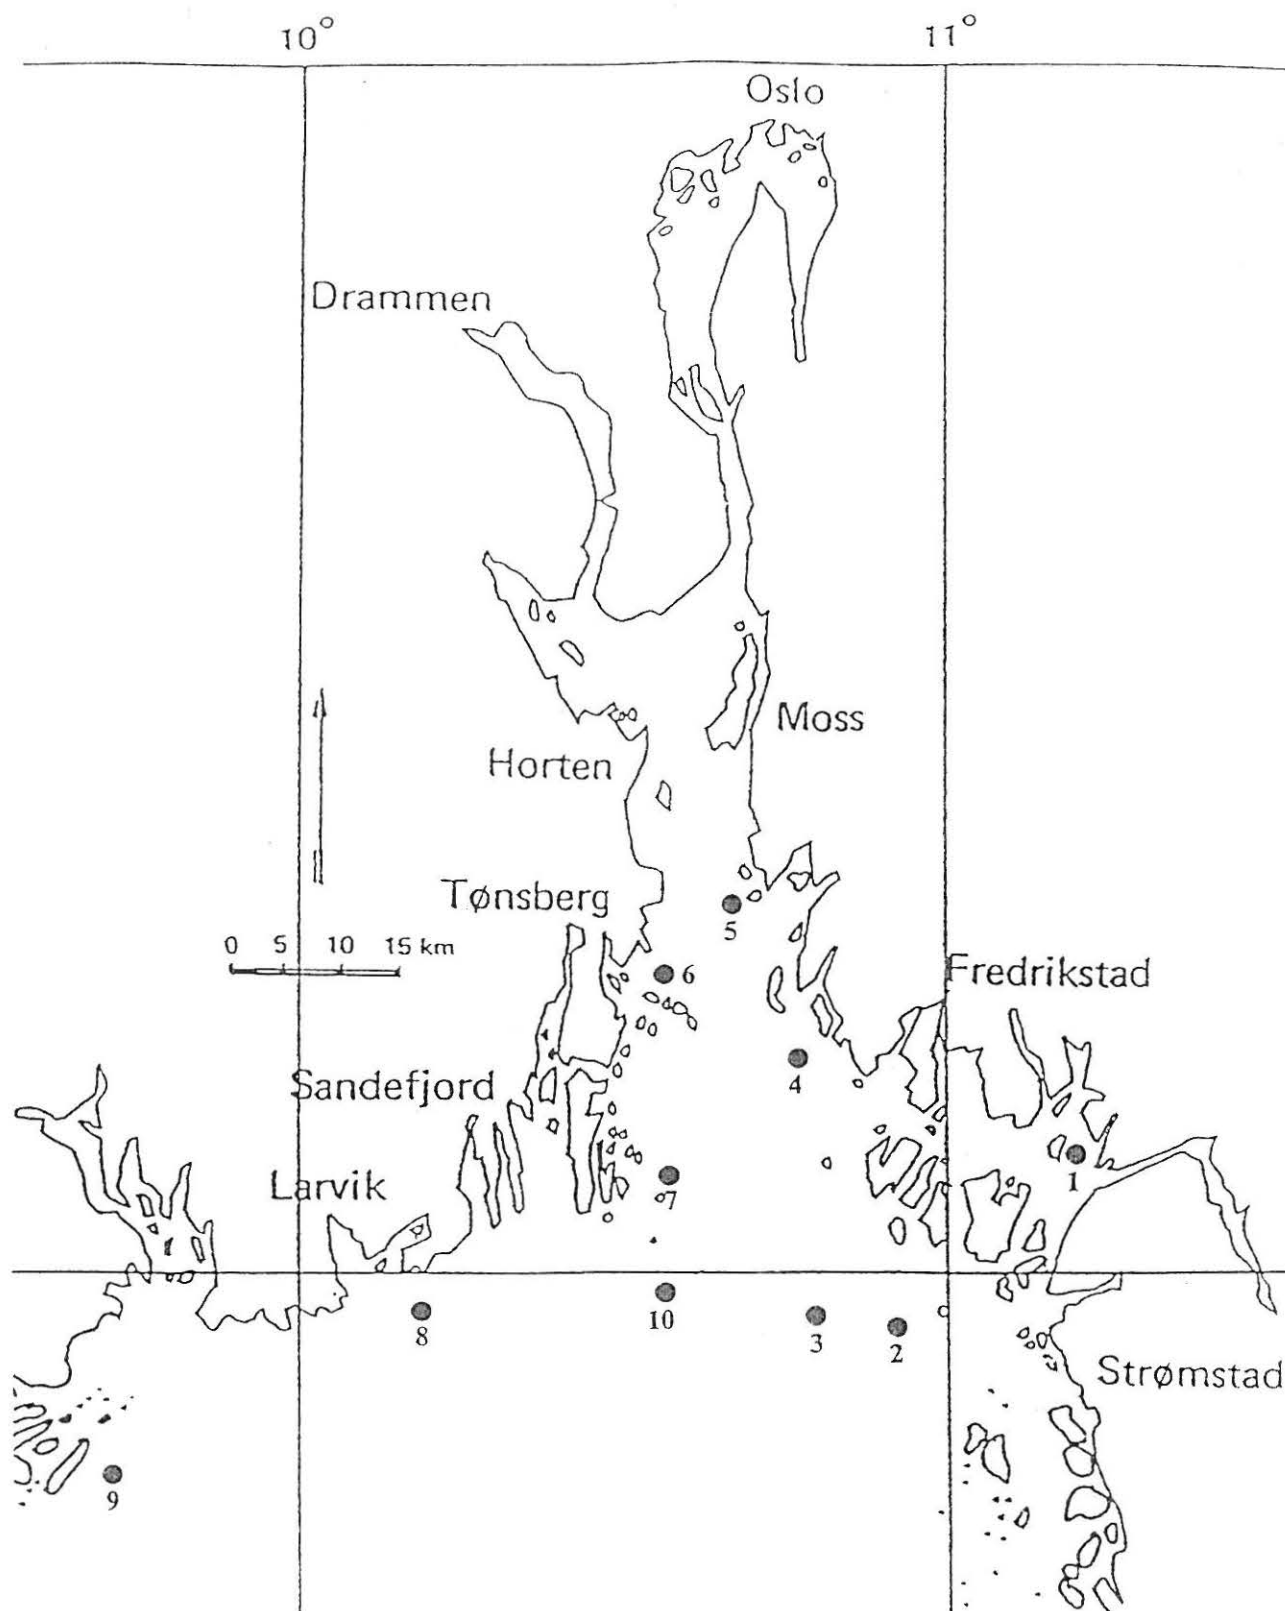 10°
11°
Oslo
Drammen
Moss
Horten
Tønsberg
5
0 5 10 15 km
6
Fredrikstad
4
Sandefjord
Larvik
7
1
8
10
3
2
Strømstad
9